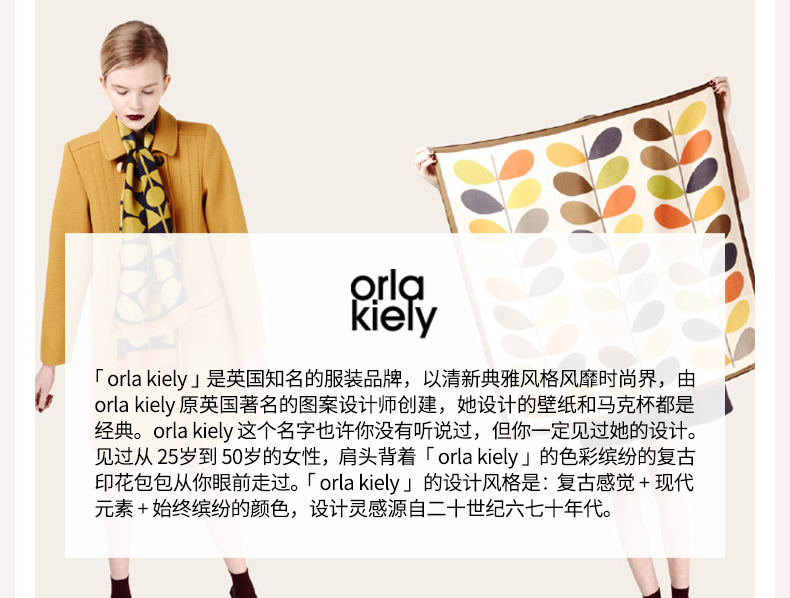 orla
kiely
「orla kiely」是英国知名的服装品牌，以清新典雅风格风靡时尚界，由
orla kiely 原英国著名的图案设计师创建，她设计的壁纸和马克杯都是
经典。orla kiely 这个名字也许你没有听说过，但你一定见过她的设计。
见过从 25岁到 50岁的女性，肩头背着「orla kiely」的色彩缤纷的复古
印花包包从你眼前走过。「orla kiely」 的设计风格是：复古感觉 + 现代
元素 + 始终缤纷的颜色，设计灵感源自二十世纪六七十年代。